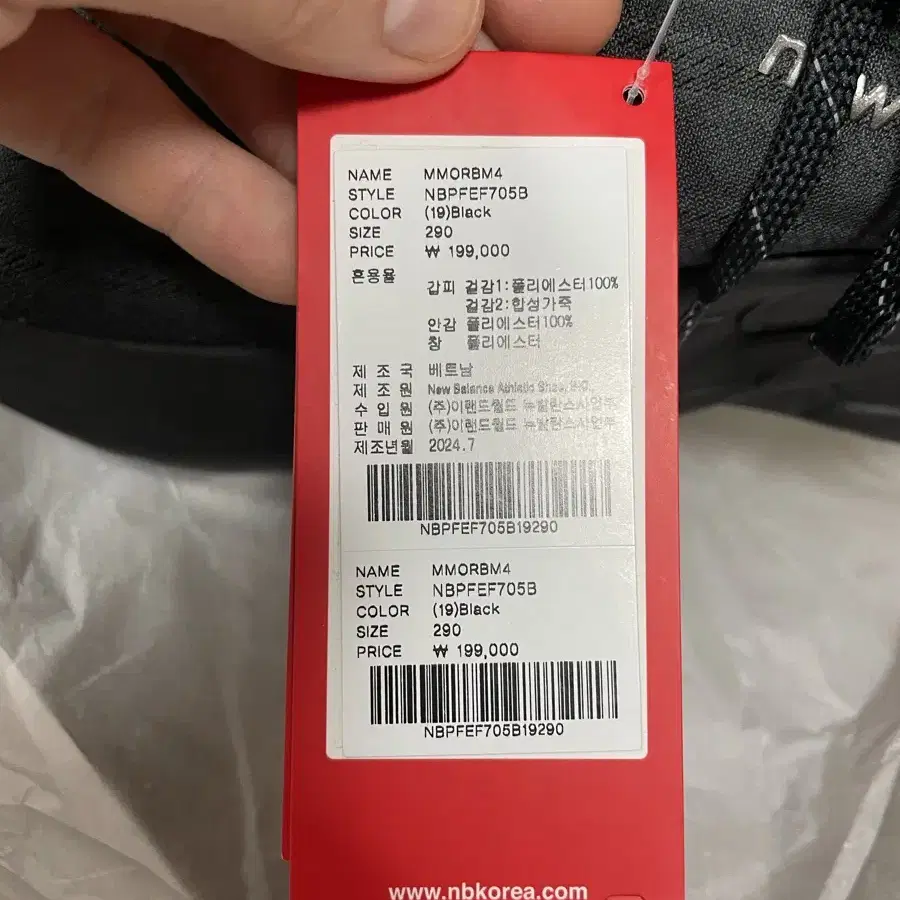 n w
NAME MMORBM4
STYLE NBPFEF705B
COLOR (19)Black
SIZE 290
PRICE ₩ 199,000
혼용율
갑피 겉감1:폴리에스터100%
겉감2:합성가죽
안감 폴리에스터100%
창 폴리에스터
제 조 국 베트남
제 조 원 New Balance Athletic Shoe,
수 입 원 (주)이랜드월드 뉴발란스사업부
판 매 원 (주)이랜드월드 뉴발란스사업부
제조년월 2024.7
NBPFEF705B19290
NAME MMORBM4
STYLE NBPFEF705B
COLOR (19)Black
SIZE 290
PRICE ₩ 199,000
NBPFEF705B19290
www.nbkorea.com